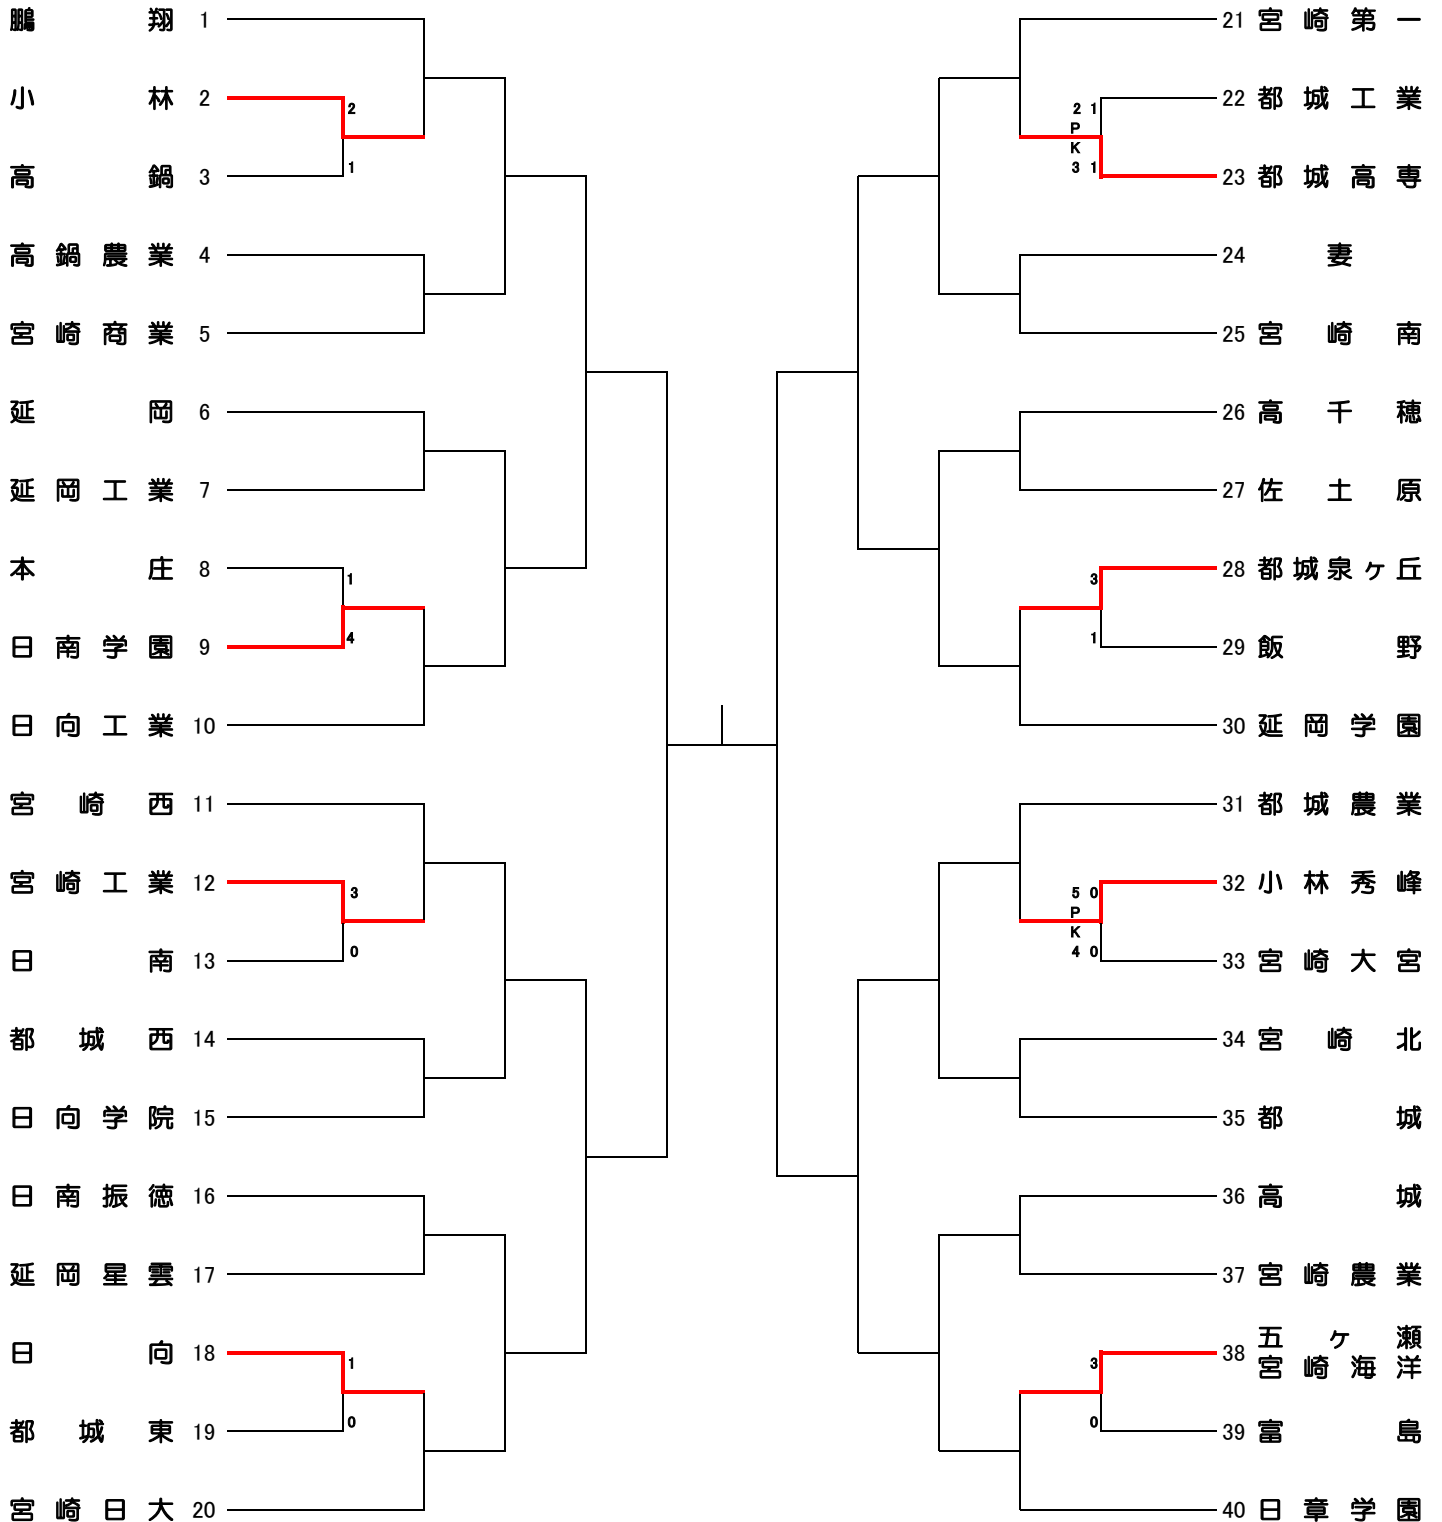 鵬翔 1
小林 2
2
1
高鍋 3
高鍋農業 4
宮崎商業 5
延岡 6
延岡工業 7
本庄 8
1
4
日南学園 9
日向工業 10
宮崎西 11
宮崎工業 12
3
0
日南 13
都城西 14
日向学院 15
日南振徳 16
延岡星雲 17
日向 18
1
0
都城東 19
宮崎日大 20
21 宮崎第一
22 都城工業
2 1
P
K
3 1
23 都城高専
24 妻
25 宮崎南
26 高千穂
27 佐土原
28 都城泉ヶ丘
3
1
29 飯野
30 延岡学園
31 都城農業
32 小林秀峰
5 0
P
K
4 0
33 宮崎大宮
34 宮崎北
35 都城
36 高城
37 宮崎農業
五ヶ瀬
38 宮崎海洋
3
0
39 富島
40 日章学園